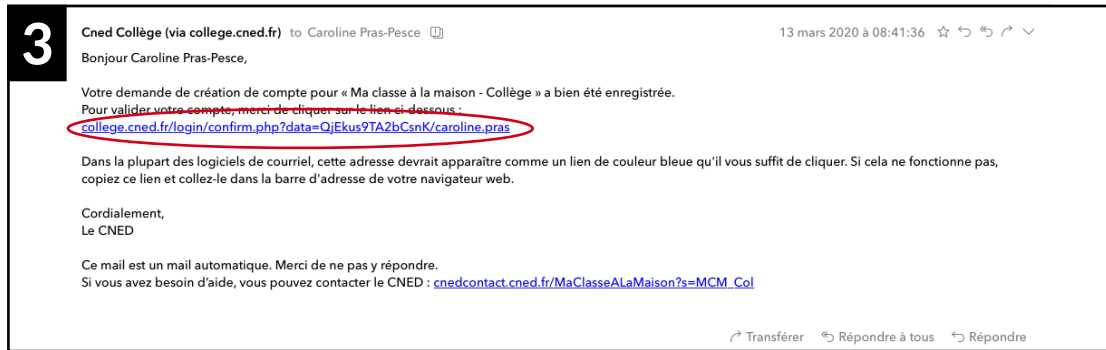 3
Cned Collège (via college.cned.fr) to Caroline Pras-Pesce
13 mars 2020 à 08:41:36
Bonjour Caroline Pras-Pesce,
Votre demande de création de compte pour « Ma classe à la maison - Collège » a bien été enregistrée.
Pour valider votre compte, merci de cliquer sur le lien ci-dessous :
college.cned.fr/login/confirm.php?data=QjEkus9TA2bCsnK/caroline.pras
Dans la plupart des logiciels de courriel, cette adresse devrait apparaître comme un lien de couleur bleue qu'il vous suffit de cliquer. Si cela ne fonctionne pas,
copiez ce lien et collez-le dans la barre d'adresse de votre navigateur web.
Cordialement,
Le CNED
Ce mail est un mail automatique. Merci de ne pas y répondre.
Si vous avez besoin d'aide, vous pouvez contacter le CNED : cnedcontact.cned.fr/MaClasseALaMaison?s=MCM_Col
Transférer Répondre à tous Répondre